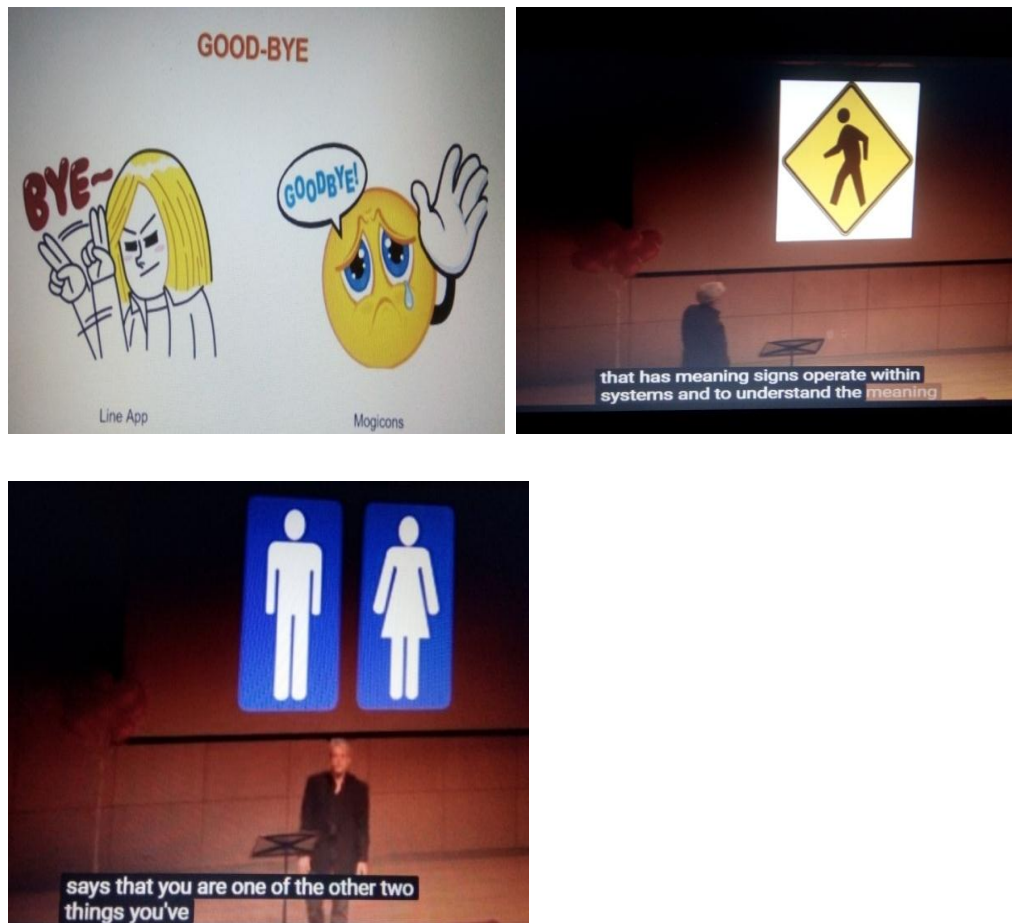 GOOD-BYE
BYE~
GOODBYE!
Line App
Mogicons
that has meaning signs operate within
systems and to understand the meaning
says that you are one of the other two
things you've